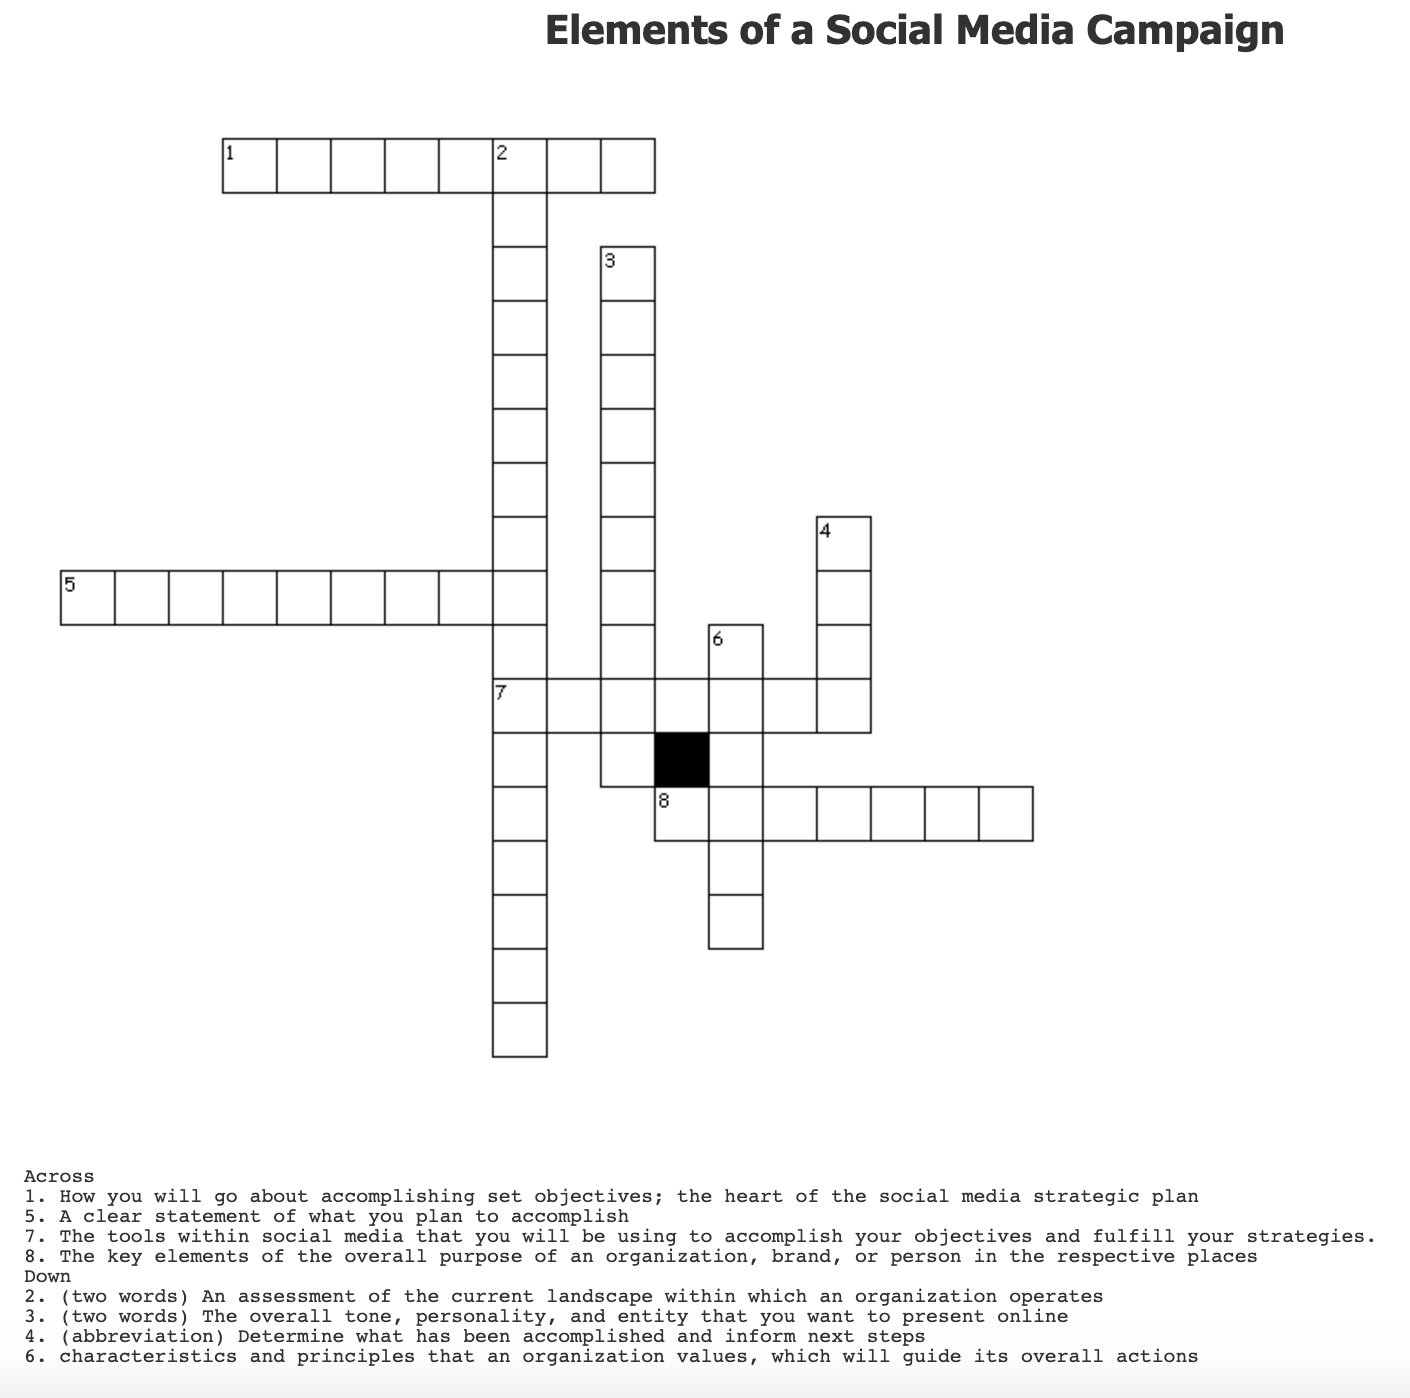 Elements of a Social Media Campaign
1 2
3
4
5
6
7
8
Across
1. How you will go about accomplishing set objectives; the heart of the social media strategic plan
5. A clear statement of what you plan to accomplish
7. The tools within social media that you will be using to accomplish your objectives and fulfill your strategies.
8. The key elements of the overall purpose of an organization, brand, or person in the respective places
Down
2. (two words) An assessment of the current landscape within which an organization operates
3. (two words) The overall tone, personality, and entity that you want to present online
4. (abbreviation) Determine what has been accomplished and inform next steps
6. characteristics and principles that an organization values, which will guide its overall actions